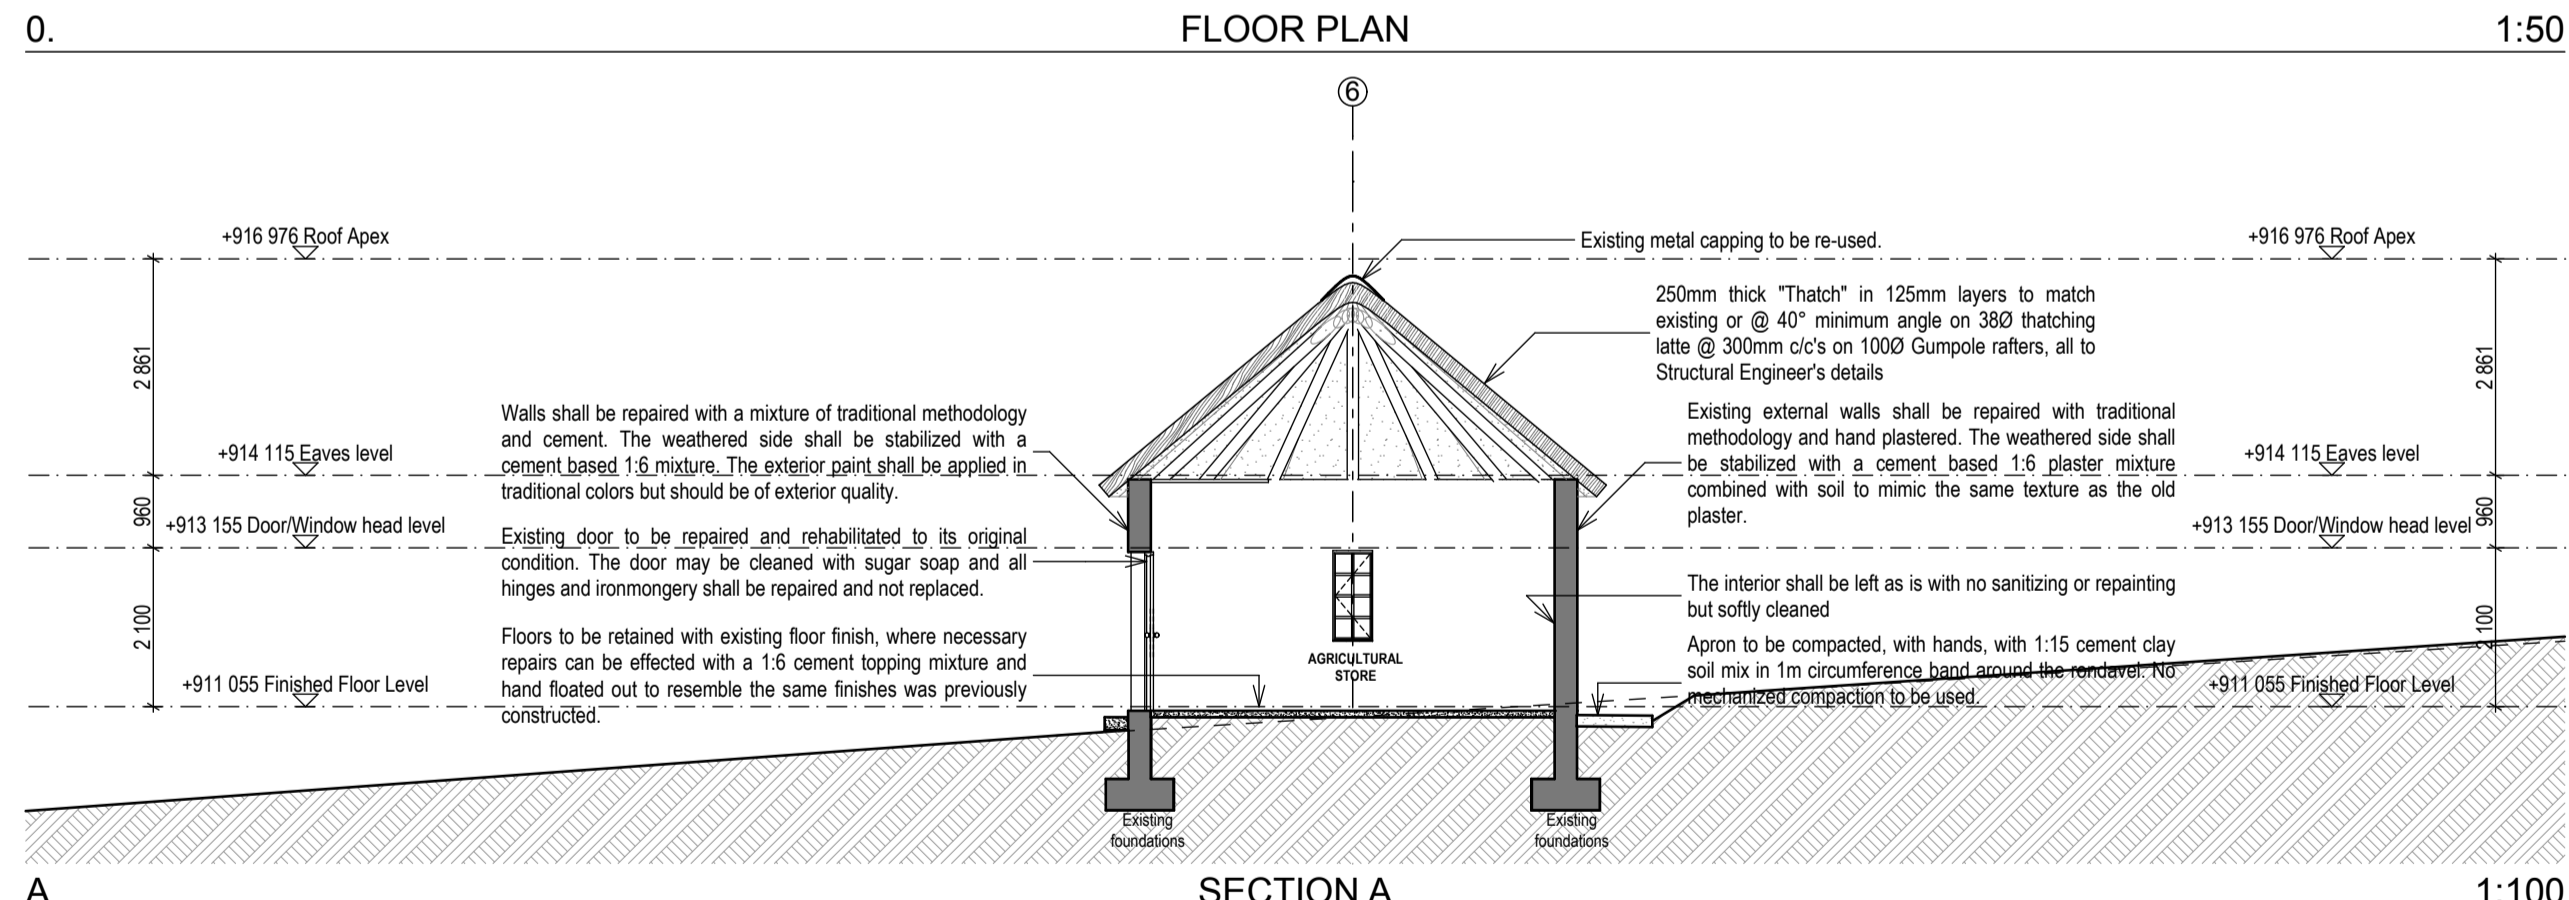 0.
FLOOR PLAN
1:50
6
+916 976 Roof Apex
+914 115 Eaves level
+913 155 Door/Window head level
+911 055 Finished Floor Level
2 861
960
2 100
Walls shall be repaired with a mixture of traditional methodology
and cement. The weathered side shall be stabilized with a
cement based 1:6 mixture. The exterior paint shall be applied in
traditional colors but should be of exterior quality.
Existing door to be repaired and rehabilitated to its original
condition. The door may be cleaned with sugar soap and all
hinges and ironmongery shall be repaired and not replaced.
Floors to be retained with existing floor finish, where necessary
repairs can be effected with a 1:6 cement topping mixture and
hand floated out to resemble the same finishes was previously
constructed.
AGRICULTURAL
STORE
Existing
foundations
Existing
foundations
Existing metal capping to be re-used.
250mm thick "Thatch" in 125mm layers to match
existing or @ 40° minimum angle on 38Ø thatching
latte @ 300mm c/c's on 100Ø Gumpole rafters, all to
Structural Engineer's details
Existing external walls shall be repaired with traditional
methodology and hand plastered. The weathered side shall
be stabilized with a cement based 1:6 plaster mixture
combined with soil to mimic the same texture as the old
plaster.
The interior shall be left as is with no sanitizing or repainting
but softly cleaned
Apron to be compacted, with hands, with 1:15 cement clay
soil mix in 1m circumference band around the rondavel. No
mechanized compaction to be used.
+916 976 Roof Apex
+914 115 Eaves level
+913 155 Door/Window head level
+911 055 Finished Floor Level
2 861
960
2 100
A
SECTION A
1:100